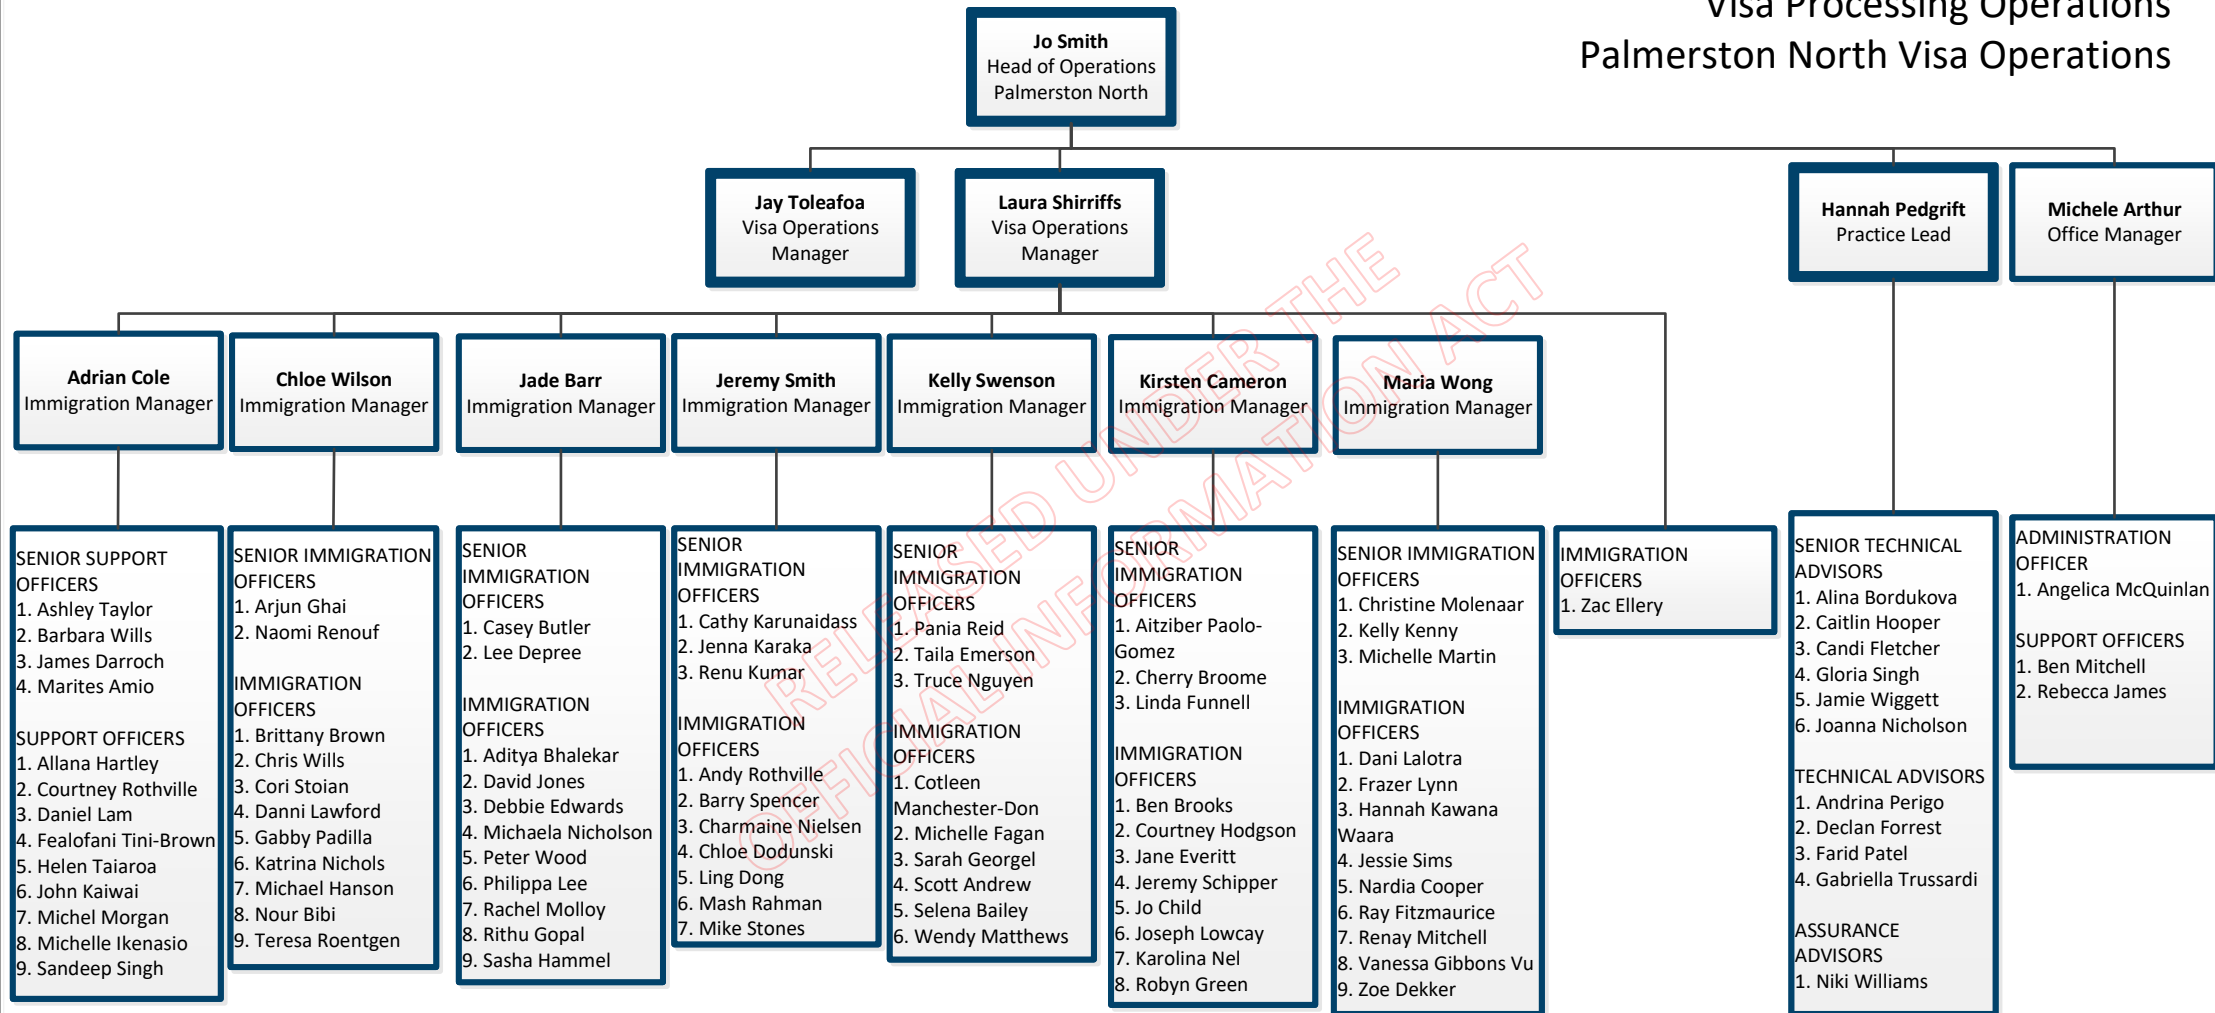 Visa Processing Operations
Palmerston North Visa Operations
Jo Smith
Head of Operations
Palmerston North
Jay Toleafoa
Visa Operations
Manager
Laura Shirriffs
Visa Operations
Manager
Hannah Pedgrift
Practice Lead
Michele Arthur
Office Manager
Adrian Cole
Immigration Manager
Chloe Wilson
Immigration Manager
Jade Barr
Immigration Manager
Jeremy Smith
Immigration Manager
Kelly Swenson
Immigration Manager
Kirsten Cameron
Immigration Manager
Maria Wong
Immigration Manager
SENIOR SUPPORT
OFFICERS
1. Ashley Taylor
2. Barbara Wills
3. James Darroch
4. Marites Amio
SUPPORT OFFICERS
1. Allana Hartley
2. Courtney Rothville
3. Daniel Lam
4. Fealofani Tini-Brown
5. Helen Taiaroa
6. John Kaiwai
7. Michel Morgan
8. Michelle Ikenasio
9. Sandeep Singh
SENIOR IMMIGRATION
OFFICERS
1. Arjun Ghai
2. Naomi Renouf
IMMIGRATION
OFFICERS
1. Brittany Brown
2. Chris Wills
3. Cori Stoian
4. Danni Lawford
5. Gabby Padilla
6. Katrina Nichols
7. Michael Hanson
8. Nour Bibi
9. Teresa Roentgen
SENIOR
IMMIGRATION
OFFICERS
1. Casey Butler
2. Lee Depree
IMMIGRATION
OFFICERS
1. Aditya Bhalekar
2. David Jones
3. Debbie Edwards
4. Michaela Nicholson
5. Peter Wood
6. Philippa Lee
7. Rachel Molloy
8. Rithu Gopal
9. Sasha Hammel
SENIOR
IMMIGRATION
OFFICERS
1. Cathy Karunaidass
2. Jenna Karaka
3. Renu Kumar
IMMIGRATION
OFFICERS
1. Andy Rothville
2. Barry Spencer
3. Charmaine Nielsen
4. Chloe Dodunski
5. Ling Dong
6. Mash Rahman
7. Mike Stones
SENIOR
IMMIGRATION
OFFICERS
1. Pania Reid
2. Taila Emerson
3. Truce Nguyen
IMMIGRATION
OFFICERS
1. Cotleen
Manchester-Don
2. Michelle Fagan
3. Sarah Georgel
4. Scott Andrew
5. Selena Bailey
6. Wendy Matthews
SENIOR
IMMIGRATION
OFFICERS
1. Aitziber Paolo-
Gomez
2. Cherry Broome
3. Linda Funnell
IMMIGRATION
OFFICERS
1. Ben Brooks
2. Courtney Hodgson
3. Jane Everitt
4. Jeremy Schipper
5. Jo Child
6. Joseph Lowcay
7. Karolina Nel
8. Robyn Green
SENIOR IMMIGRATION
OFFICERS
1. Christine Molenaar
2. Kelly Kenny
3. Michelle Martin
IMMIGRATION
OFFICERS
1. Dani Lalotra
2. Frazer Lynn
3. Hannah Kawana
Waara
4. Jessie Sims
5. Nardia Cooper
6. Ray Fitzmaurice
7. Renay Mitchell
8. Vanessa Gibbons Vu
9. Zoe Dekker
IMMIGRATION
OFFICERS
1. Zac Ellery
SENIOR TECHNICAL
ADVISORS
1. Alina Bordukova
2. Caitlin Hooper
3. Candi Fletcher
4. Gloria Singh
5. Jamie Wiggett
6. Joanna Nicholson
TECHNICAL ADVISORS
1. Andrina Perigo
2. Declan Forrest
3. Farid Patel
4. Gabriella Trussardi
ASSURANCE
ADVISORS
1. Niki Williams
ADMINISTRATION
OFFICER
1. Angelica McQuinlan
SUPPORT OFFICERS
1. Ben Mitchell
2. Rebecca James
RELEASED UNDER THE
OFFICIAL INFORMATION ACT